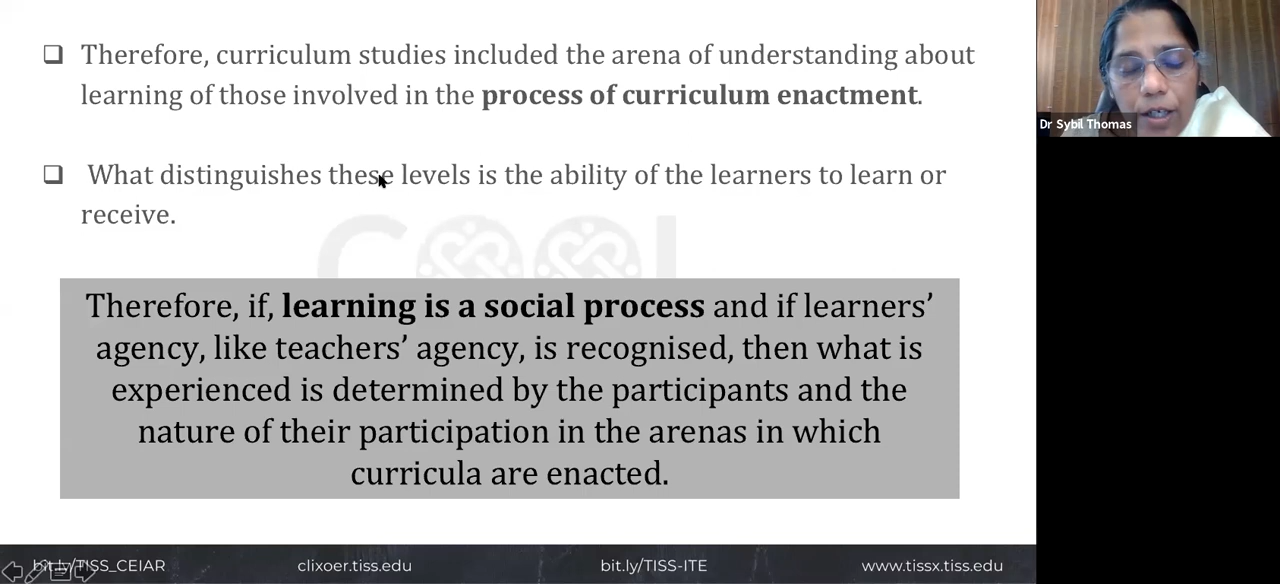 ❑ Therefore, curriculum studies included the arena of understanding about
learning of those involved in the process of curriculum enactment.
❑ What distinguishes these levels is the ability of the learners to learn or
receive.
Therefore, if, learning is a social process and if learners’
agency, like teachers’ agency, is recognised, then what is
experienced is determined by the participants and the
nature of their participation in the arenas in which
curricula are enacted.
Dr Sybil Thomas
bit.ly/TISS_CEIAR clixoer.tiss.edu bit.ly/TISS-ITE www.tissx.tiss.edu